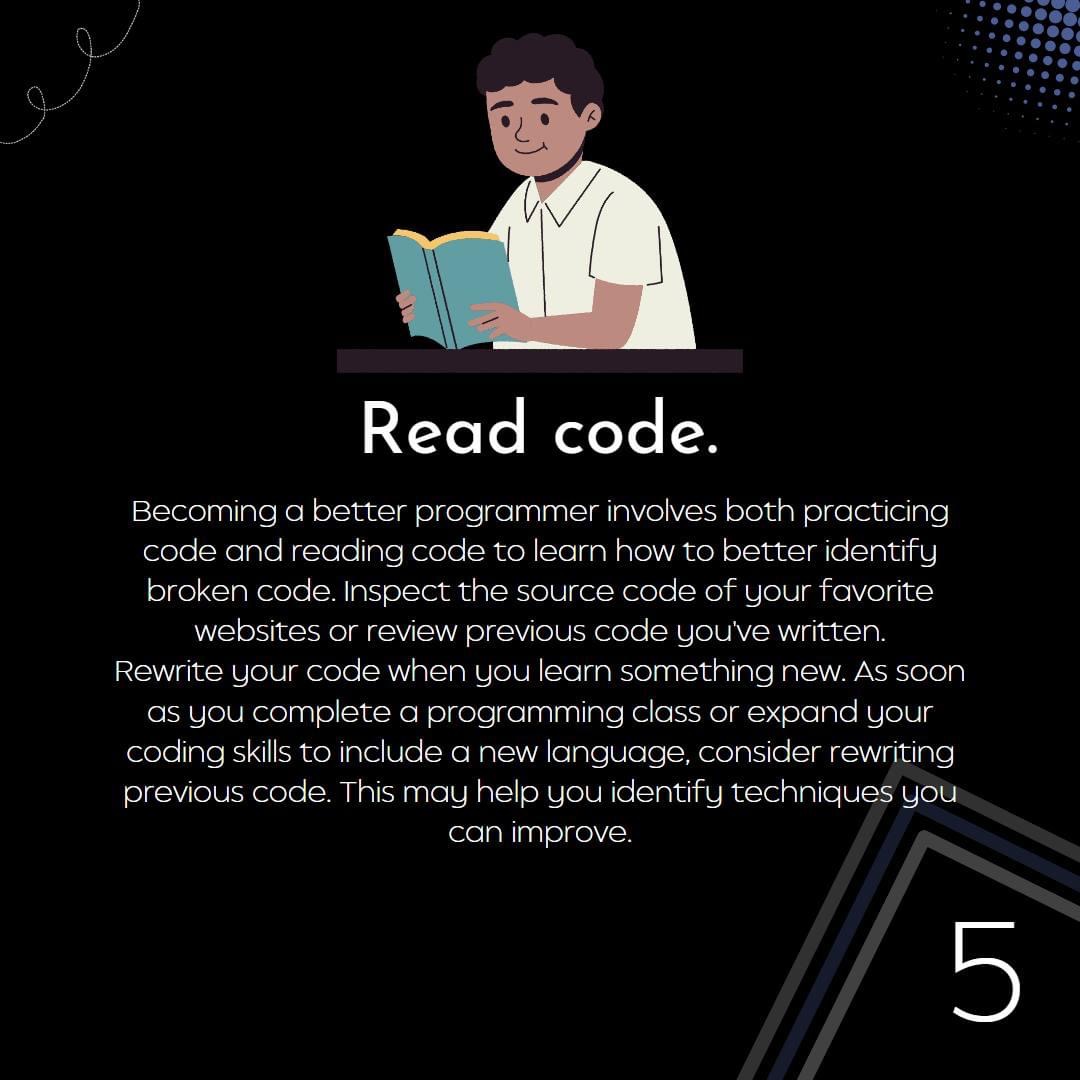 Read code.
Becoming a better programmer involves both practicing
code and reading code to learn how to better identify
broken code. Inspect the source code of your favorite
websites or review previous code you've written.
Rewrite your code when you learn something new. As soon
as you complete a programming class or expand your
coding skills to include a new language, consider rewriting
previous code. This may help you identify techniques you
can improve.
5